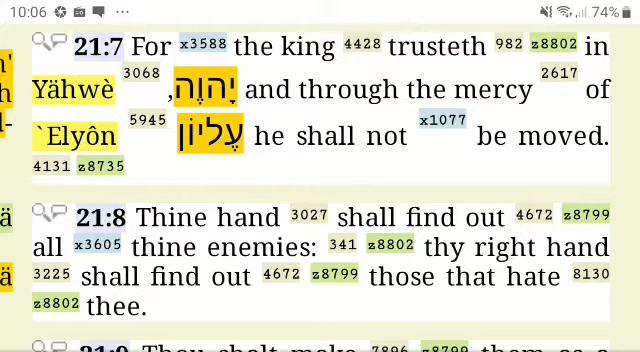 10:06 ... 74%
21:7 For x3588 the king 4428 trusteth 982 z8802 in
Yähwè 3068 ,יָהוֶה and through the mercy 2617 of
`Elyôn 5945 עֶליוֹן he shall not x1077 be moved.
4131 z8735
21:8 Thine hand 3027 shall find out 4672 z8799
all x3605 thine enemies: 341 z8802 thy right hand
3225 shall find out 4672 z8799 those that hate 8130
z8802 thee.